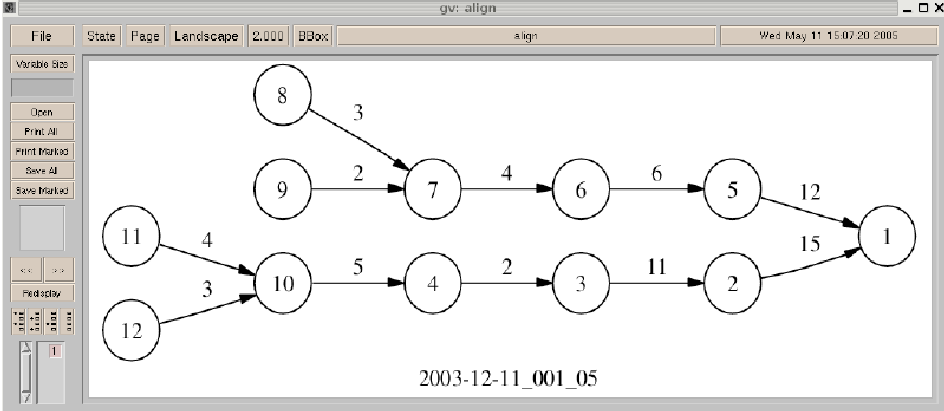 gv: align
File State Page Landscape 2.000 BBox align Wed May 11 15:07:20 2005
Variable Size
Open
Print All
Print Marked
Save All
Save Marked
<< >>
Redisplay
1
8
3
9 2 7 4 6 6 5 12
11 4 1
10 5 4 2 3 11 2 15
12 3
2003-12-11_001_05